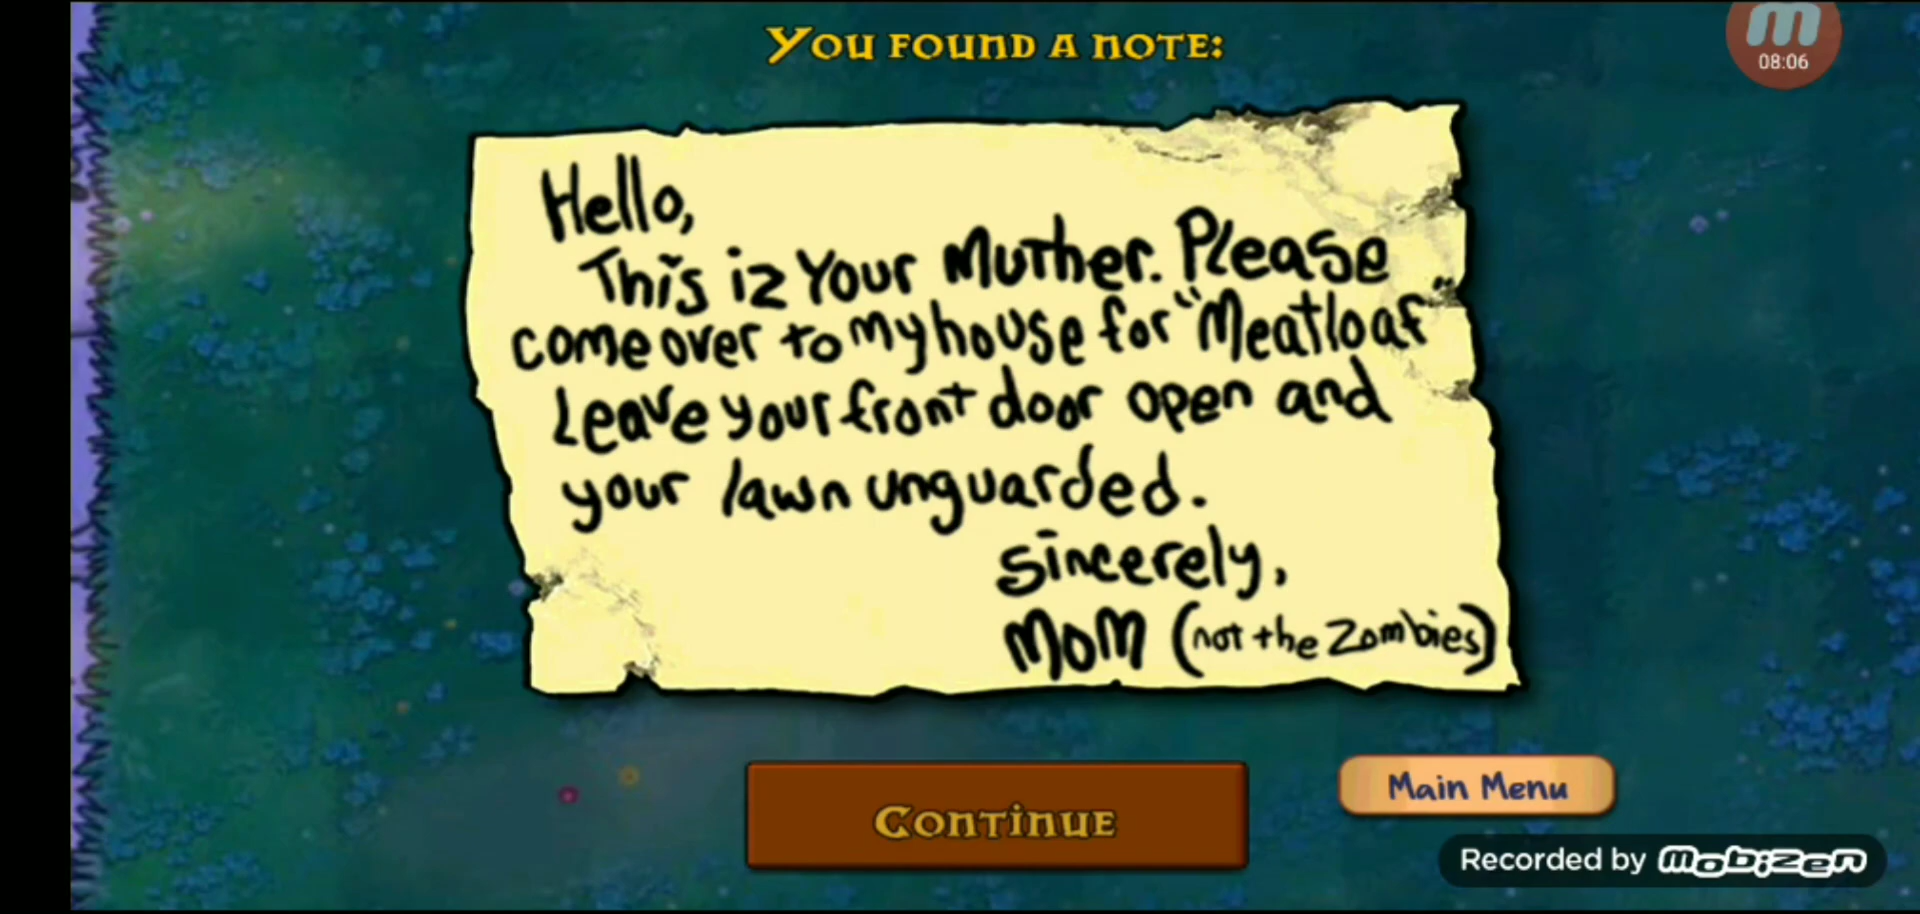 You found a note:
08:06
Hello,
This iz Your Muther. Please
come over to my house for "Meatloaf"
Leave your front door open and
your lawn unguarded.
Sincerely,
MOM (not the Zombies)
Continue
Main Menu
Recorded by mobizen